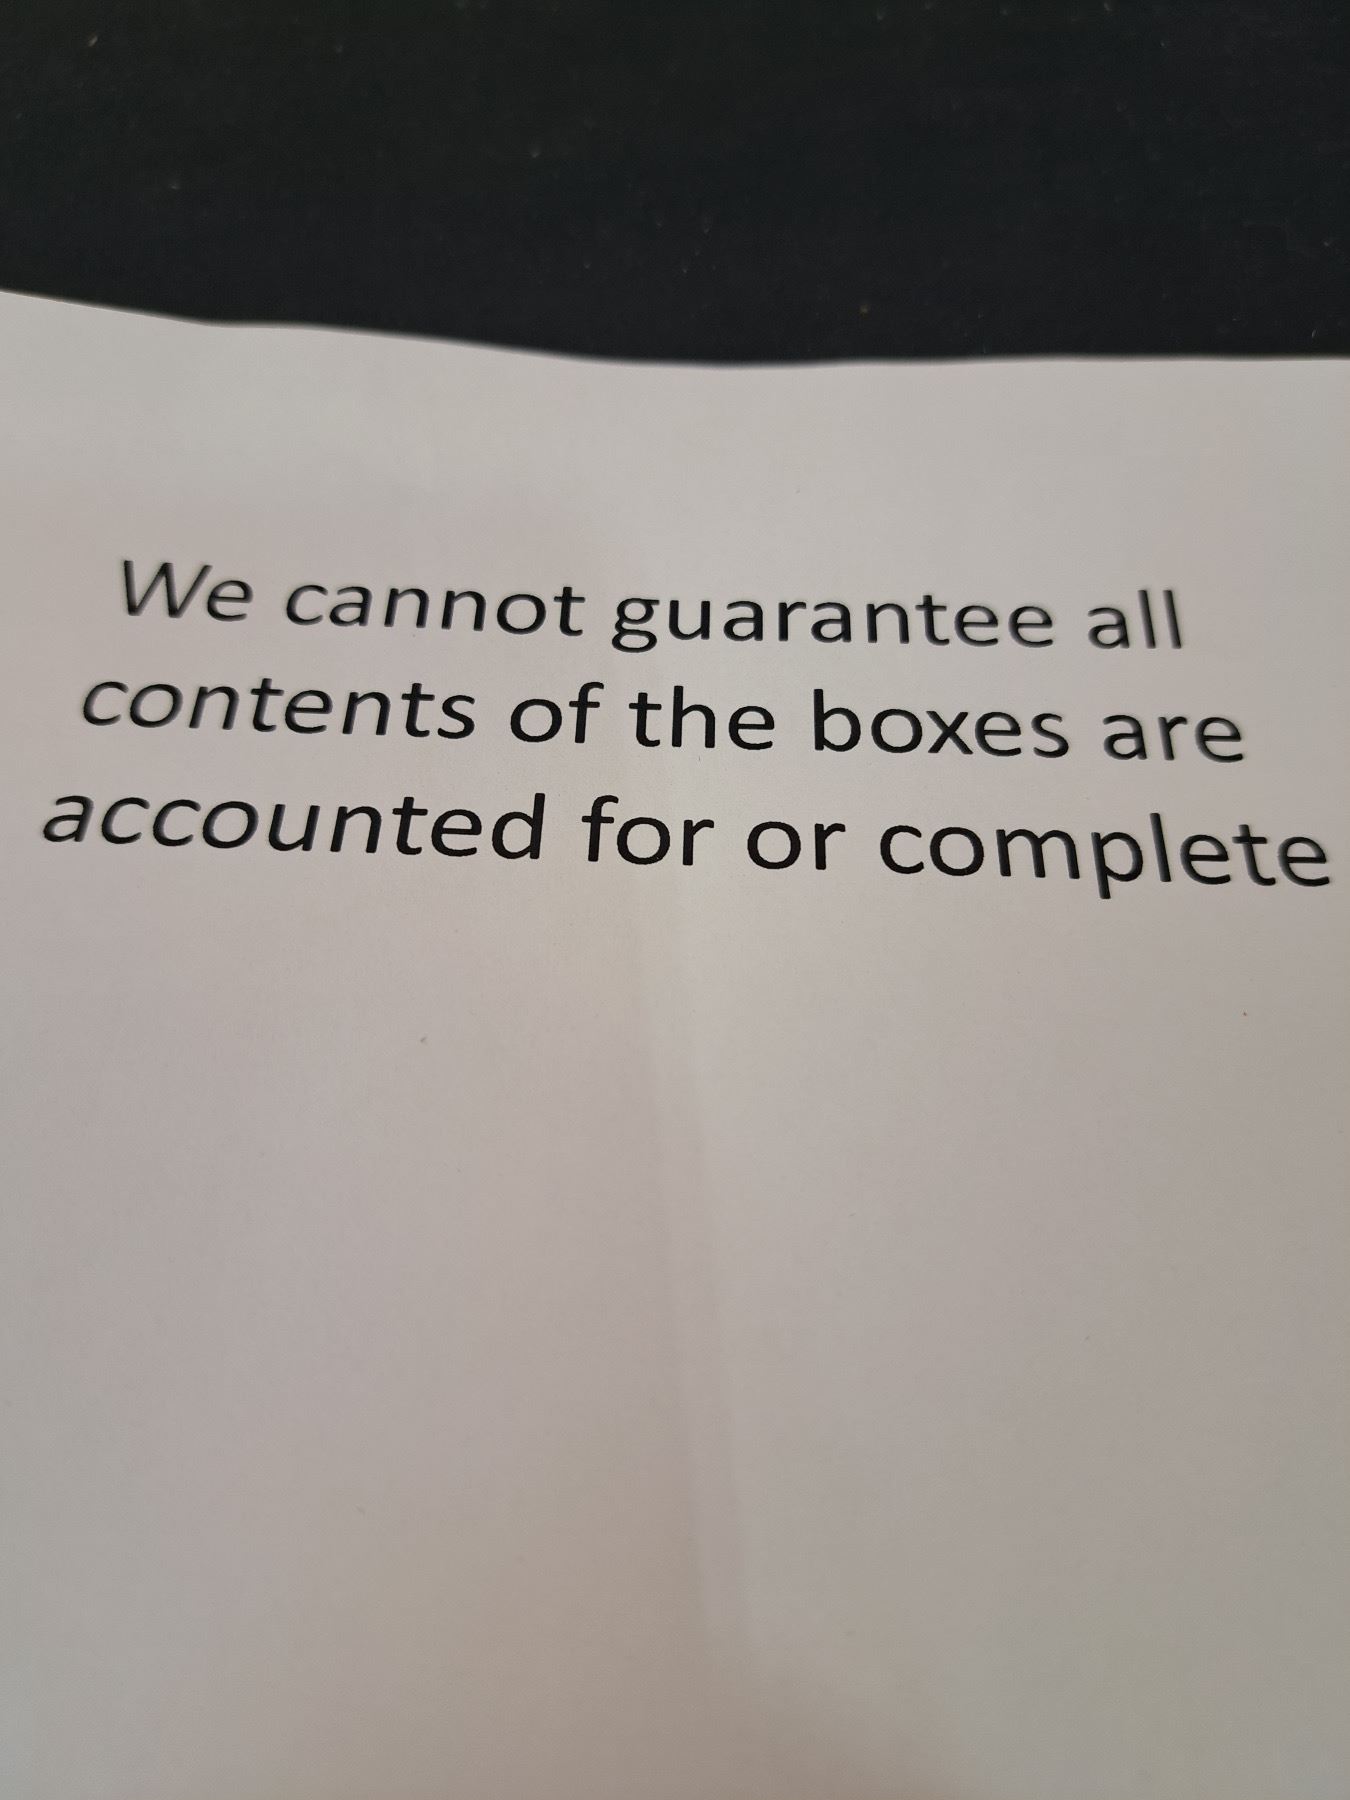 We cannot guarantee all
contents of the boxes are
accounted for or complete